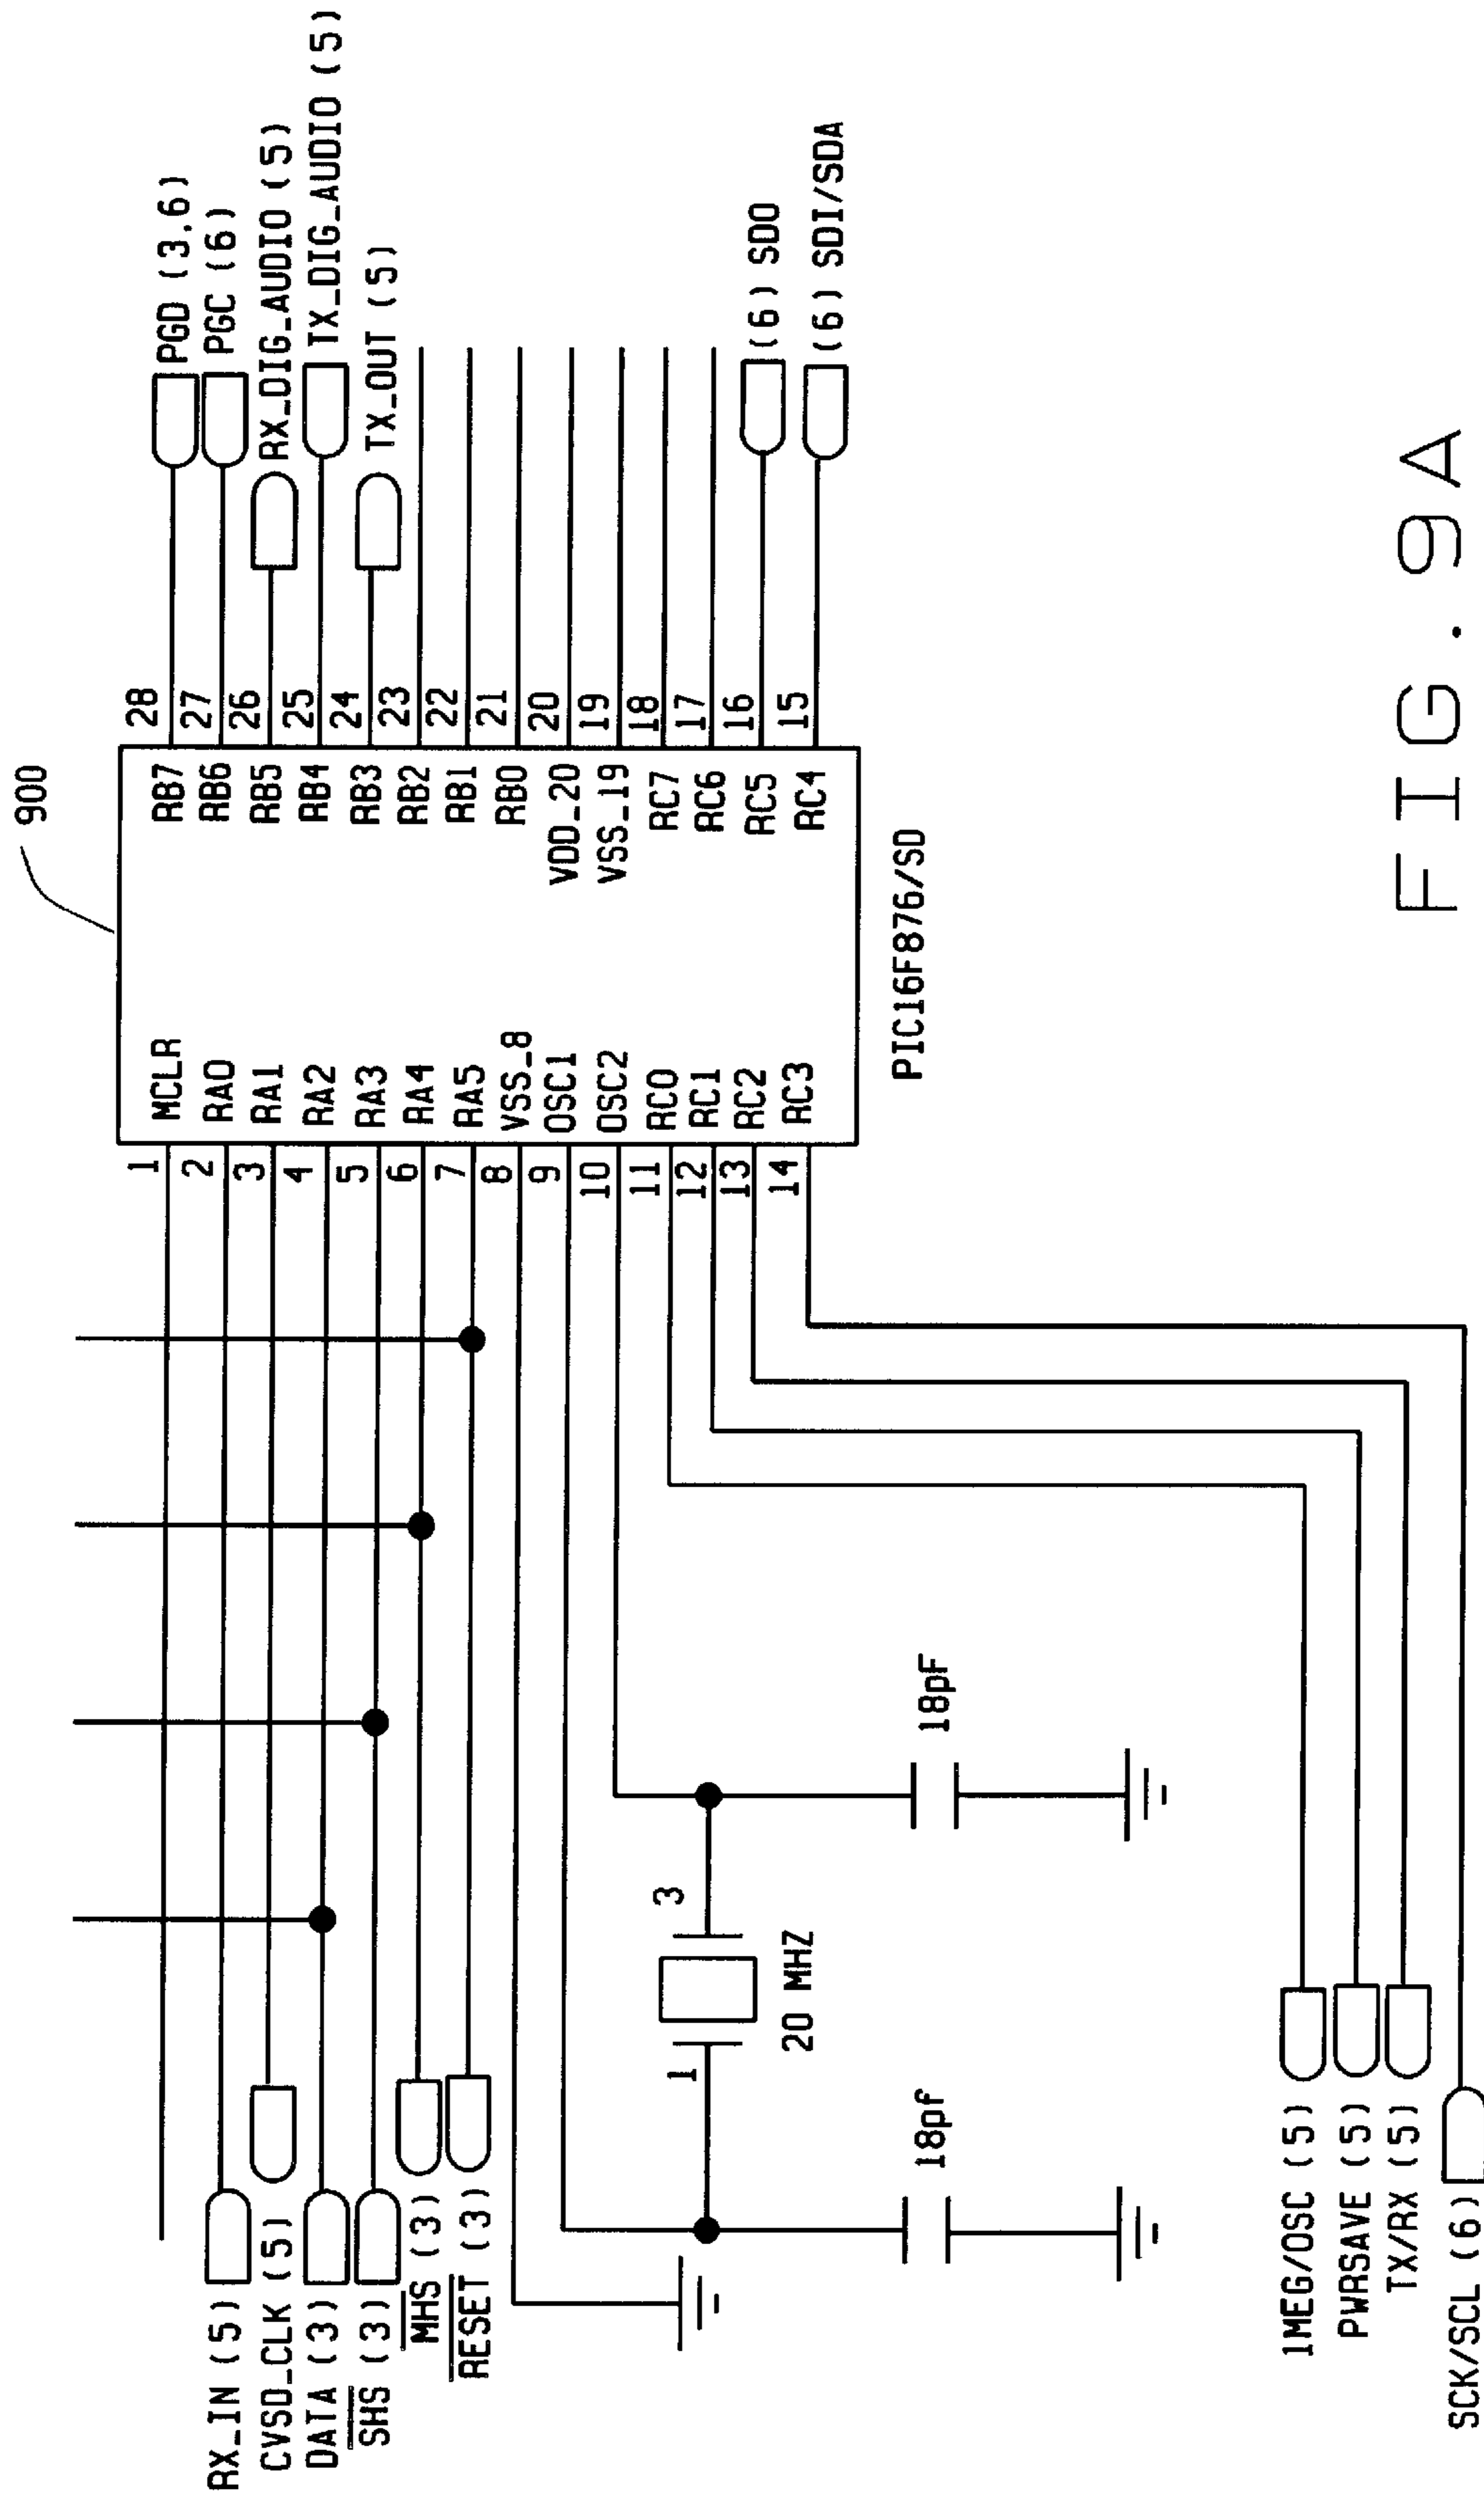 900
RX_IN (5)
CVSD_CLK (5)
DATA (3)
SHS (3)
MHS (3)
RESET (3)
1 MCLR
2 RA0
3 RA1
4 RA2
5 RA3
6 RA4
7 RA5
8 VSS_8
9 OSC1
10 OSC2
11 RC0
12 RC1
13 RC2
14 RC3
RB7 28
RB6 27
RB5 26
RB4 25
RB3 24
RB2 23
RB1 22
RB0 21
VDD_20 20
VSS_19 19
RC7 18
RC6 17
RC5 16
RC4 15
PGD (3,6)
PGC (6)
RX_DIG_AUDIO (5)
TX_DIG_AUDIO (5)
TX_OUT (5)
(6) SDO
(6) SDI/SDA
PIC16F876/SO
1 3
20 MHZ
18pf
18pF
1MEG/OSC (5)
PWRSAVE (5)
TX/RX (5)
SCK/SCL (6)
FIG. 9A